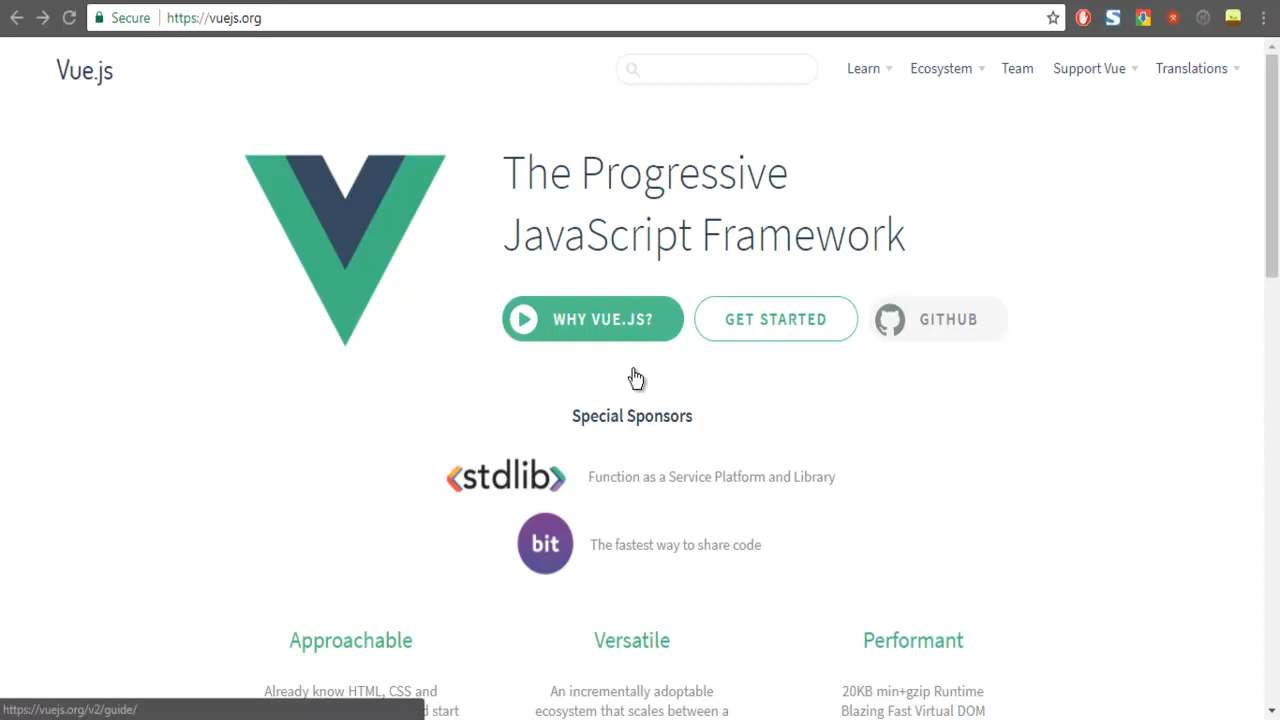 Secure
https://vuejs.org
Vue.js
Learn
Ecosystem
Team
Support Vue
Translations
The Progressive
JavaScript Framework
WHY VUE.JS?
GET STARTED
GITHUB
Special Sponsors
<stdlib>
Function as a Service Platform and Library
bit
The fastest way to share code
Approachable
Versatile
Performant
Already know HTML, CSS and
An incrementally adoptable
20KB min+gzip Runtime
d start
ecosystem that scales between a
Blazing Fast Virtual DOM
https://vuejs.org/v2/guide/